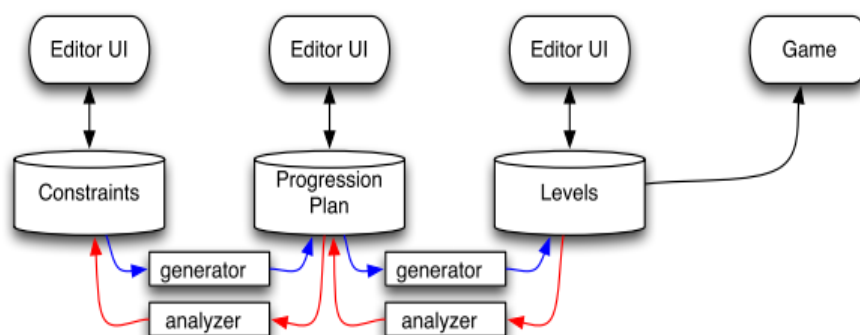 Editor UI
Editor UI
Editor UI
Game
Constraints
Progression
Plan
Levels
generator
generator
analyzer
analyzer